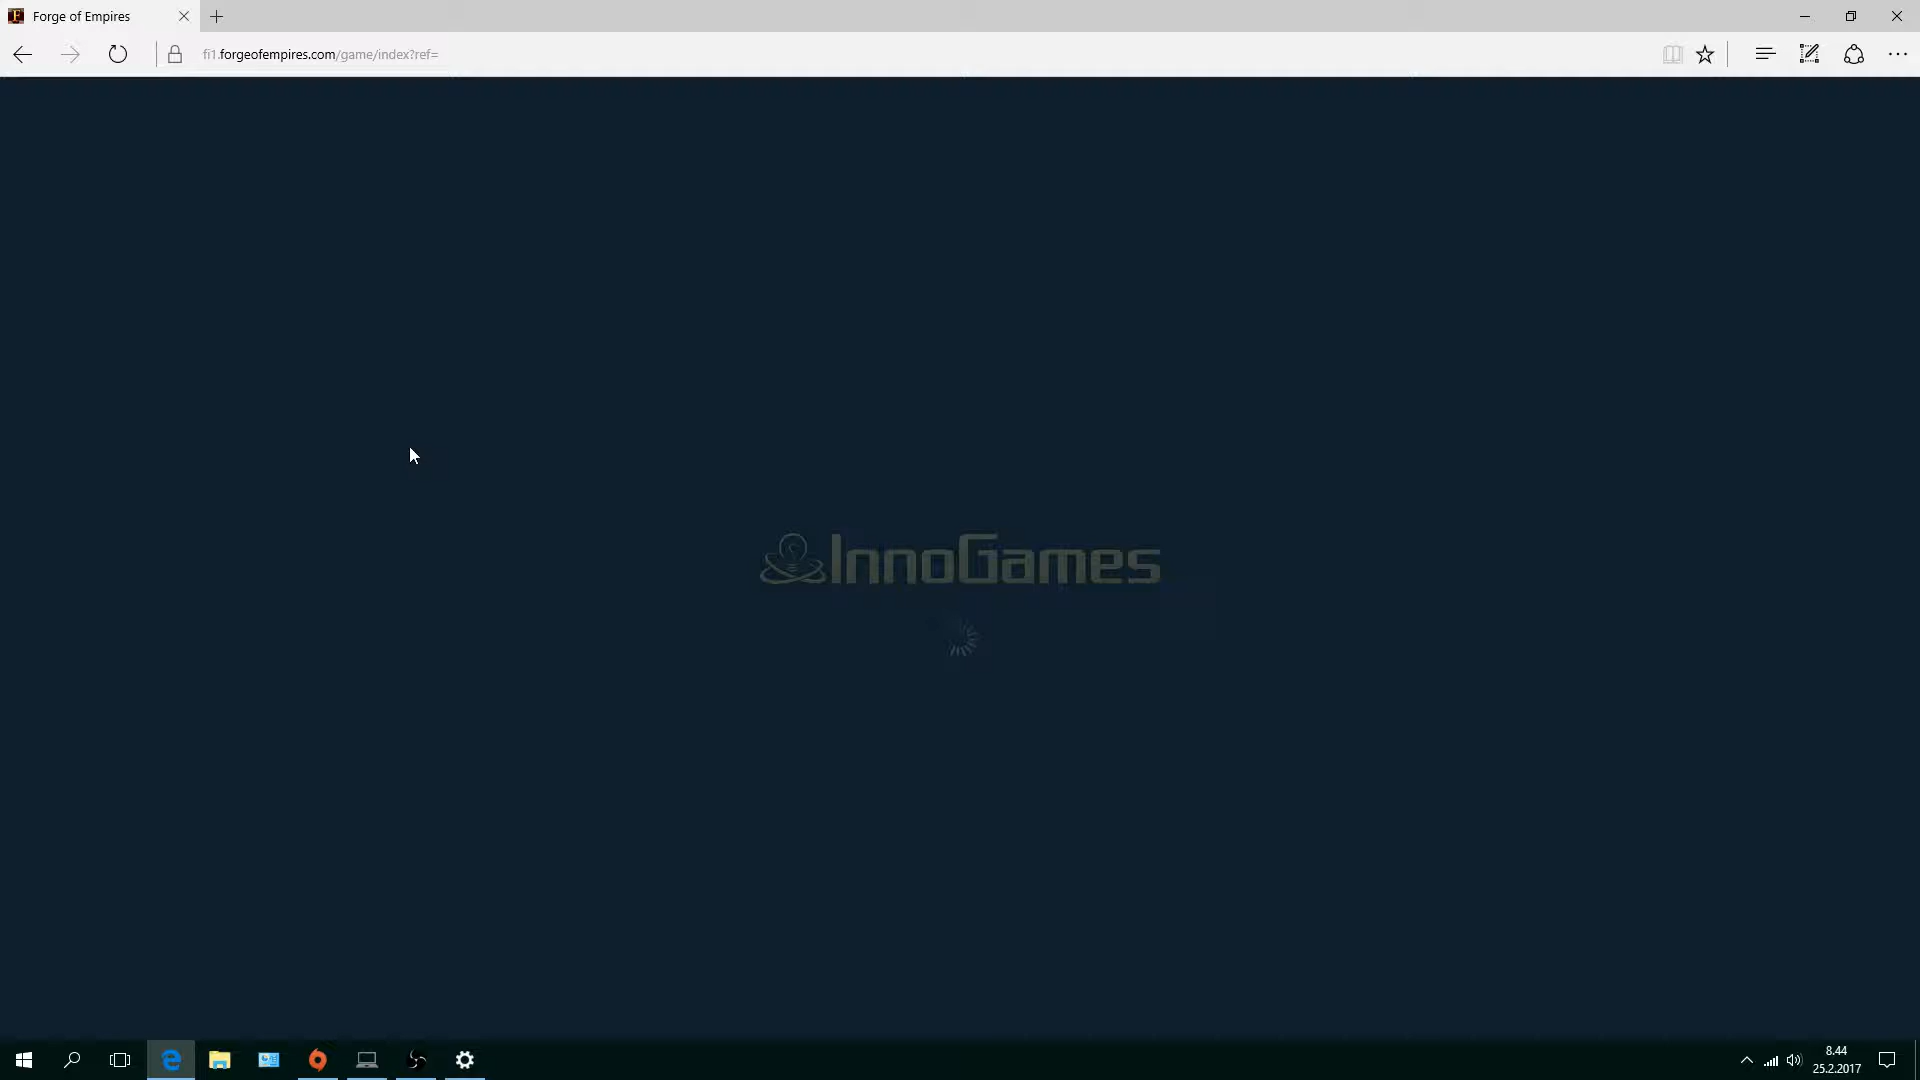 Forge of Empires
fi1.forgeofempires.com/game/index?ref=
InnoGames
8.44
25.2.2017